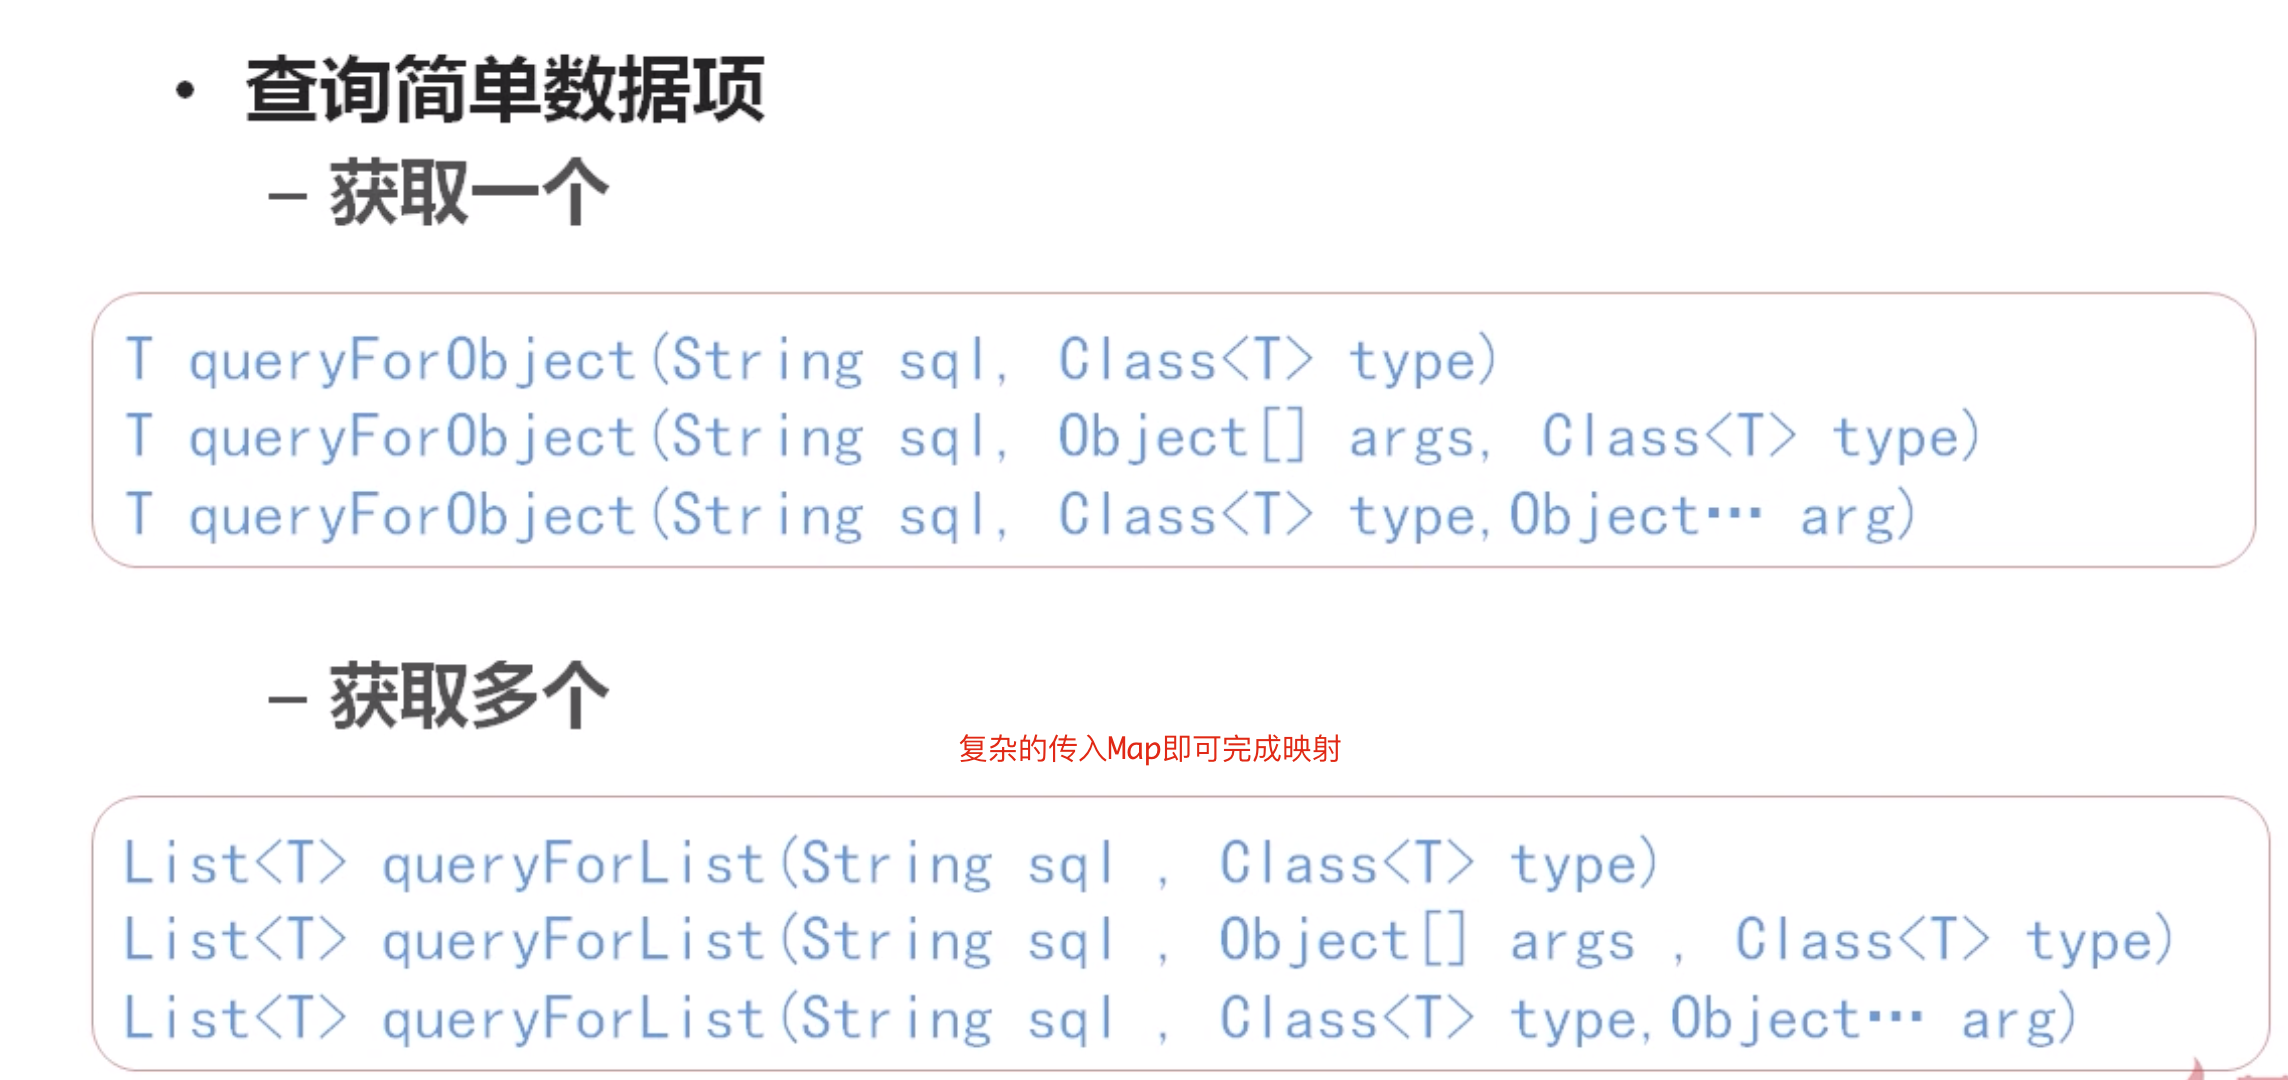 • 查询简单数据项
– 获取一个
T queryForObject(String sql, Class<T> type)
T queryForObject(String sql, Object[] args, Class<T> type)
T queryForObject(String sql, Class<T> type,Object… arg)
– 获取多个
复杂的传入Map即可完成映射
List<T> queryForList(String sql , Class<T> type)
List<T> queryForList(String sql , Object[] args , Class<T> type)
List<T> queryForList(String sql , Class<T> type,Object… arg)